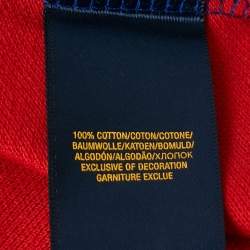 100% COTTON/COTON/COTONE/
BAUMWOLLE/KATOEN/BOMULD/
ALGODÓN/ALGODÃO/ХЛОПОК
EXCLUSIVE OF DECORATION
GARNITURE EXCLUE